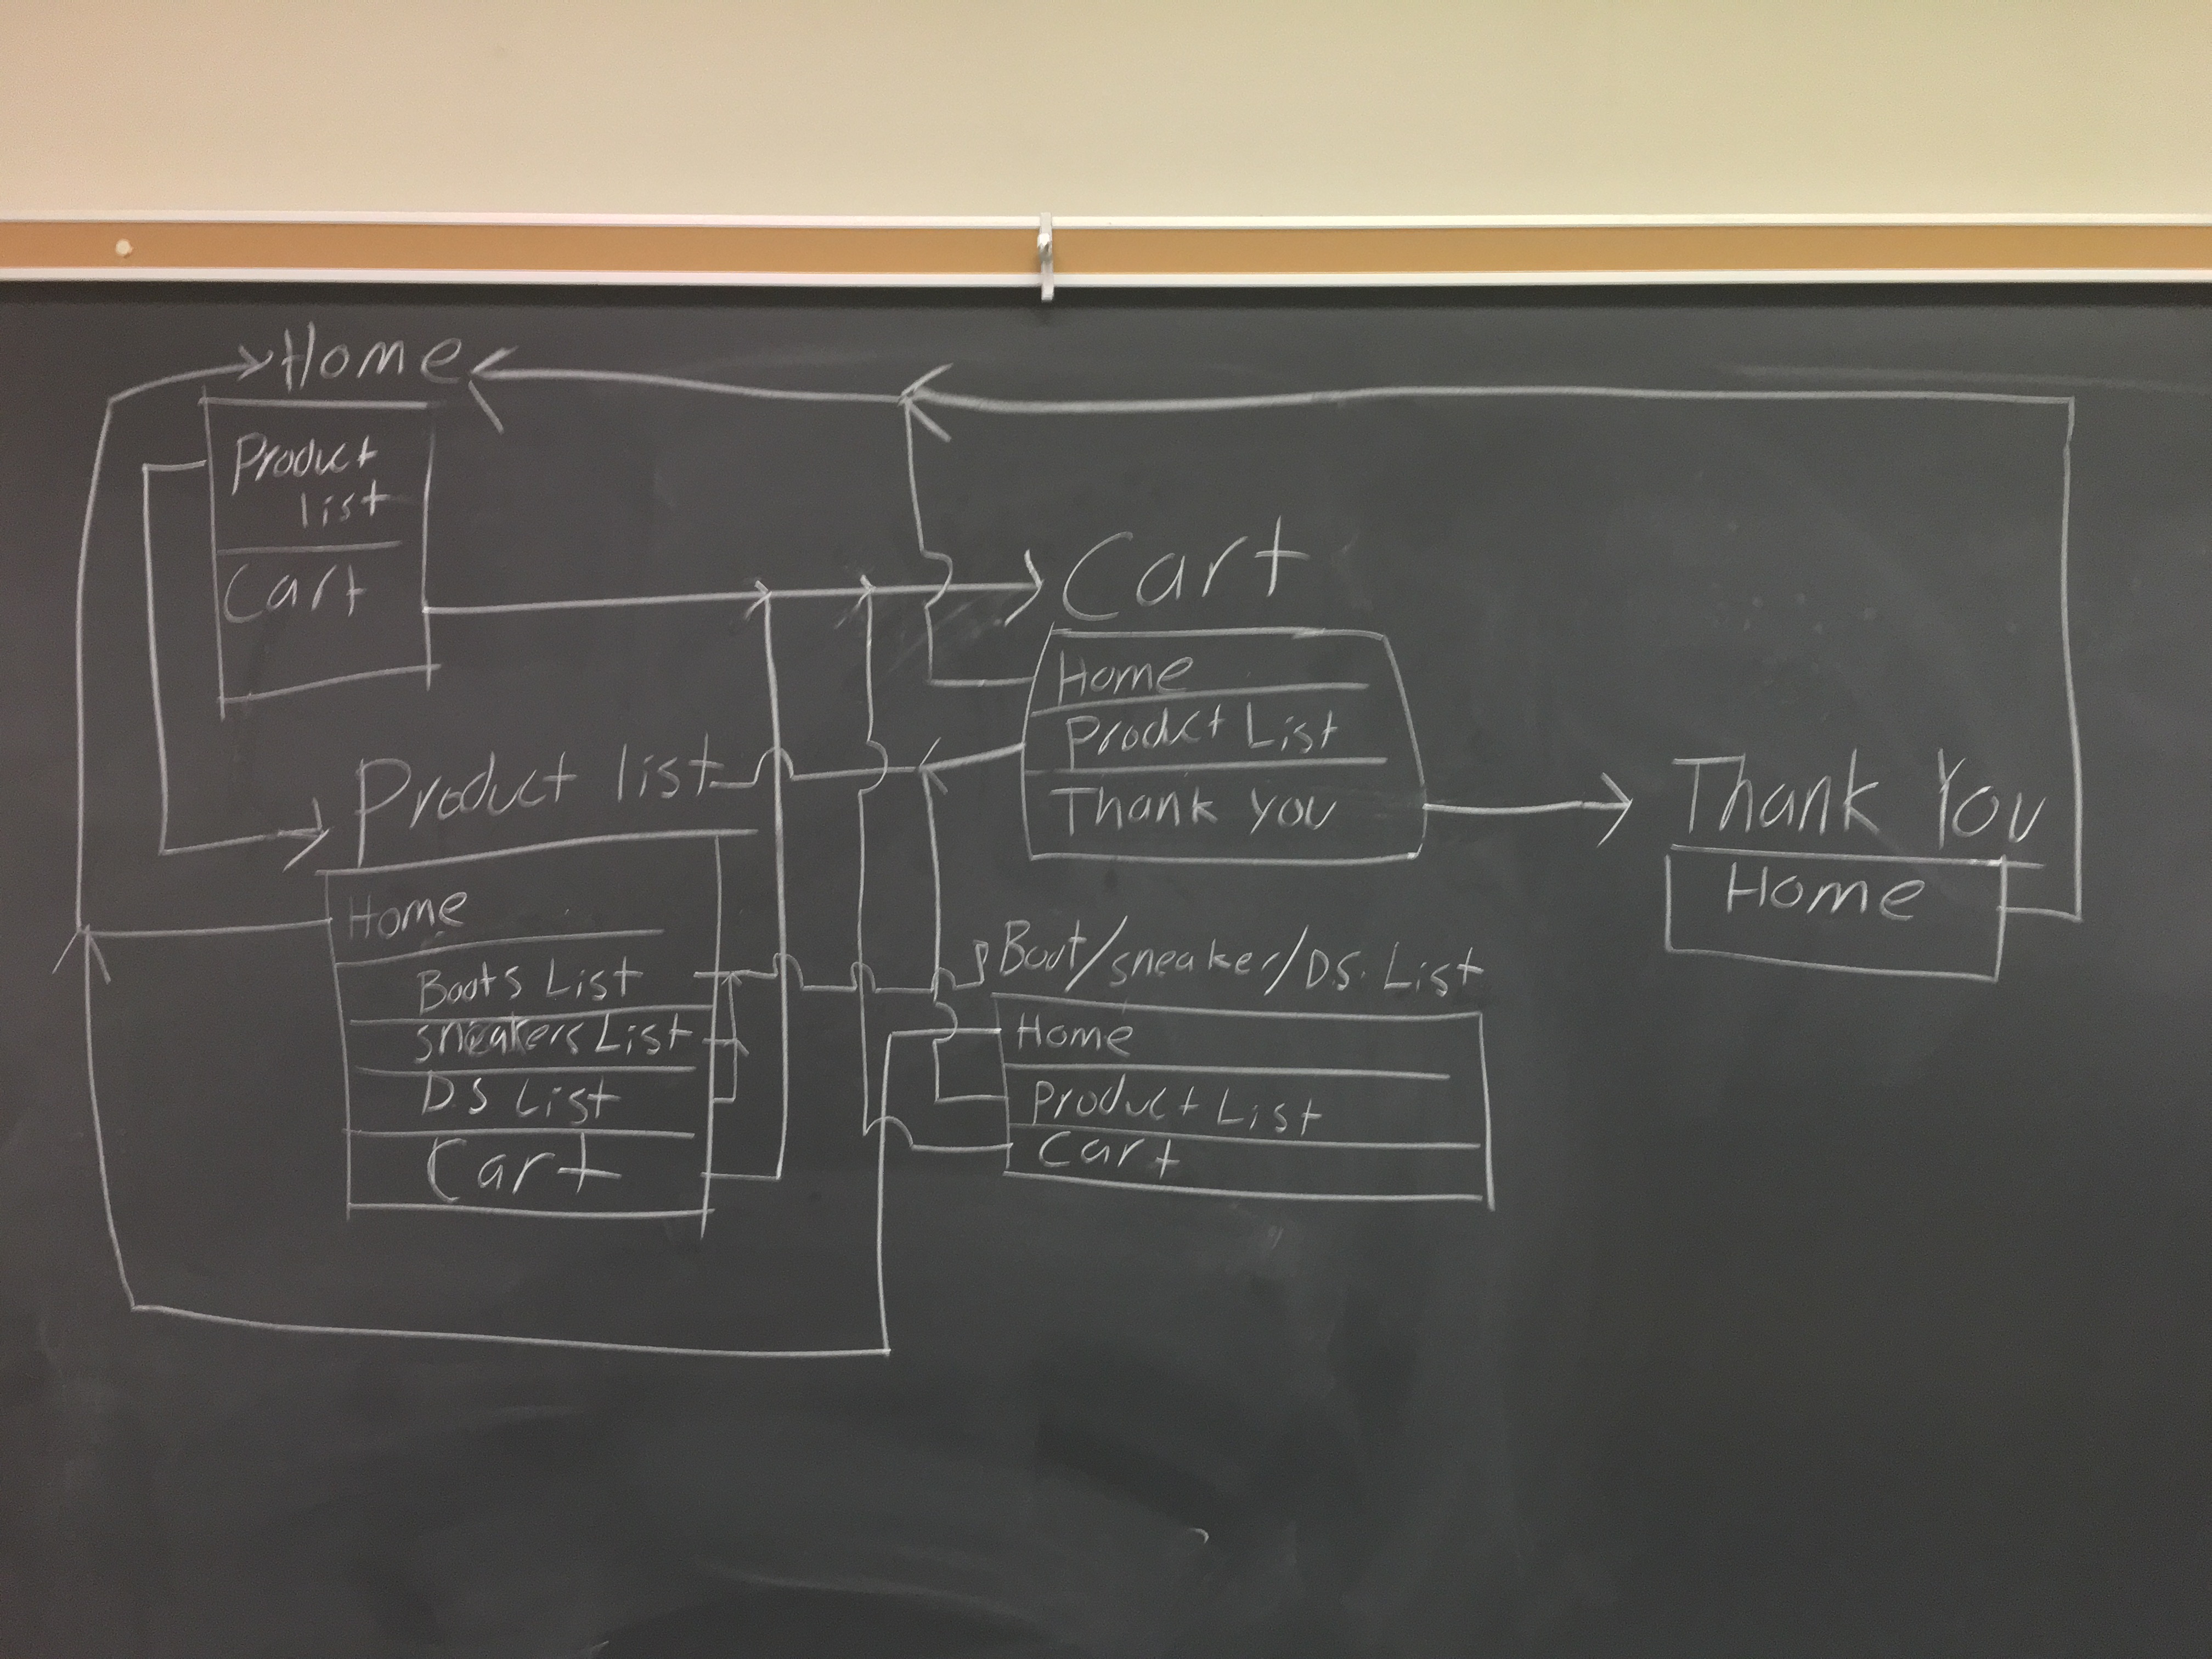 Home
Product
list
Cart
Cart
Home
Product List
Thank you
Product list
Home
Boots List
sneakers List
D.S List
Cart
Boot/sneaker/D.S. List
Home
Product List
Cart
Thank You
Home